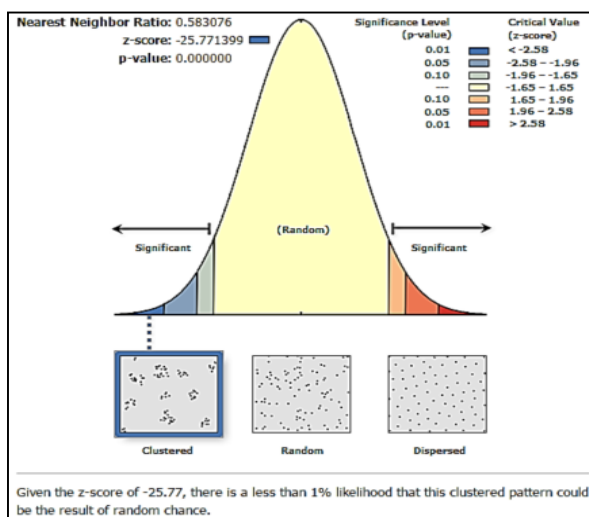 Nearest Neighbor Ratio: 0.583076
z-score: -25.771399
p-value: 0.000000
Significance Level
(p-value)
Critical Value
(z-score)
0.01 < -2.58
0.05 -2.58 – -1.96
0.10 -1.96 – -1.65
--- -1.65 – 1.65
0.10 1.65 – 1.96
0.05 1.96 – 2.58
0.01 > 2.58
Significant
(Random)
Significant
Clustered
Random
Dispersed
Given the z-score of -25.77, there is a less than 1% likelihood that this clustered pattern could
be the result of random chance.